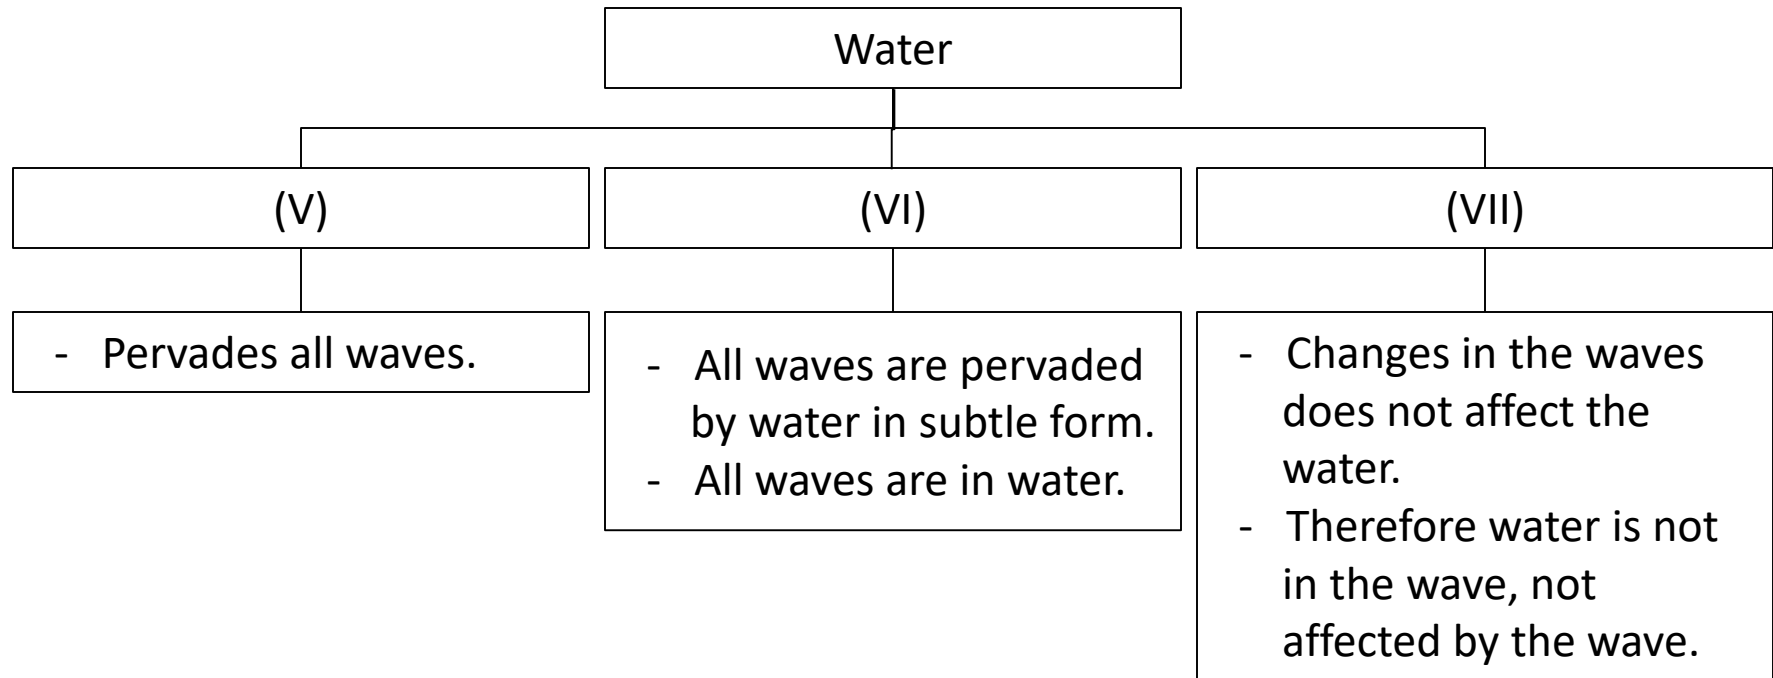 Water
(V)
(VI)
(VII)
- Pervades all waves.
- All waves are pervaded
by water in subtle form.
- All waves are in water.
- Changes in the waves
does not affect the
water.
- Therefore water is not
in the wave, not
affected by the wave.